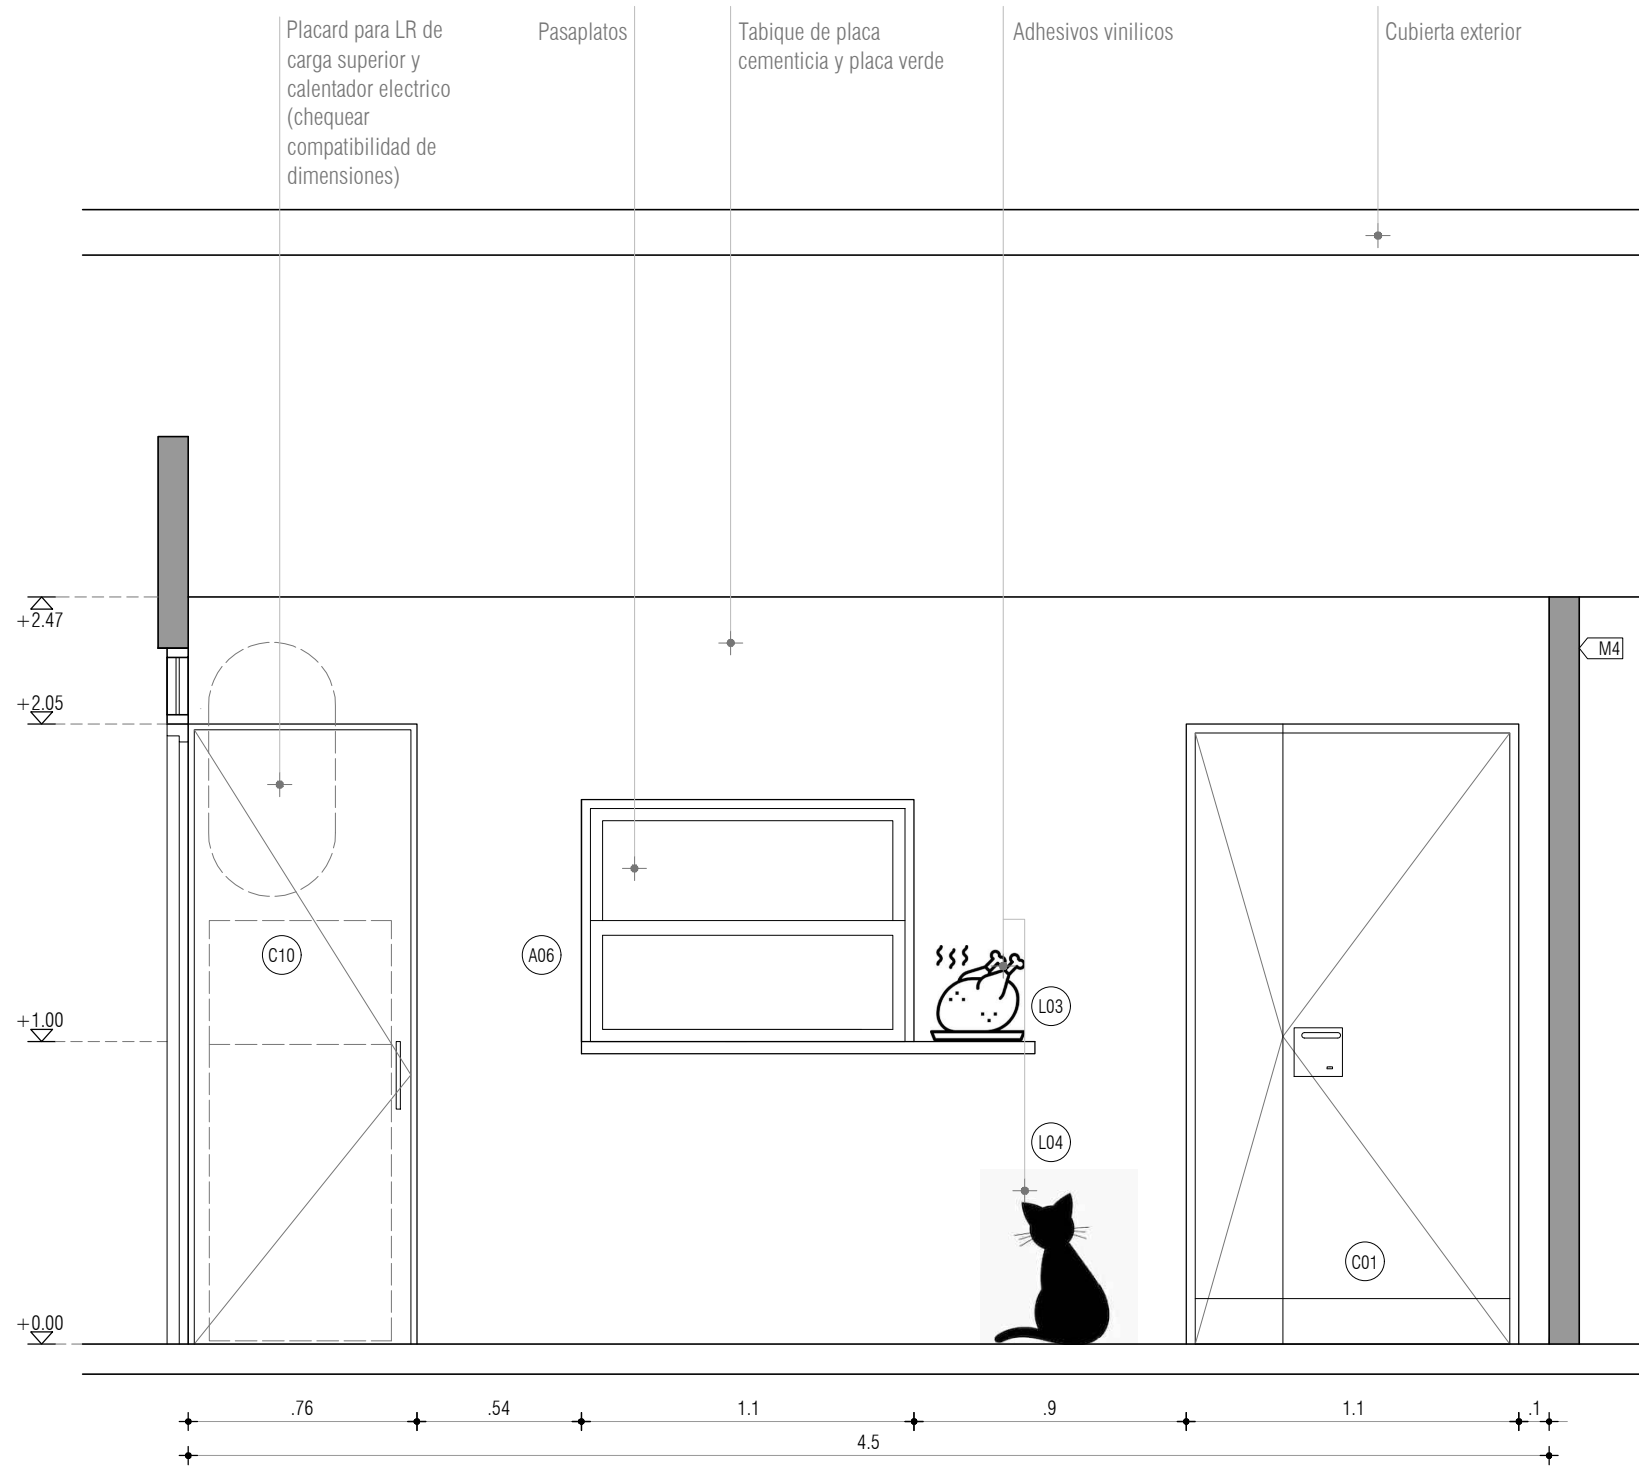 Placard para LR de
carga superior y
calentador electrico
(chequear
compatibilidad de
dimensiones)
Pasaplatos
Tabique de placa
cementicia y placa verde
Adhesivos vinilicos
Cubierta exterior
+2.47
M4
+2.05
C10
A06
L03
+1.00
L04
C01
+0.00
.76
.54
1.1
.9
1.1
.1
4.5